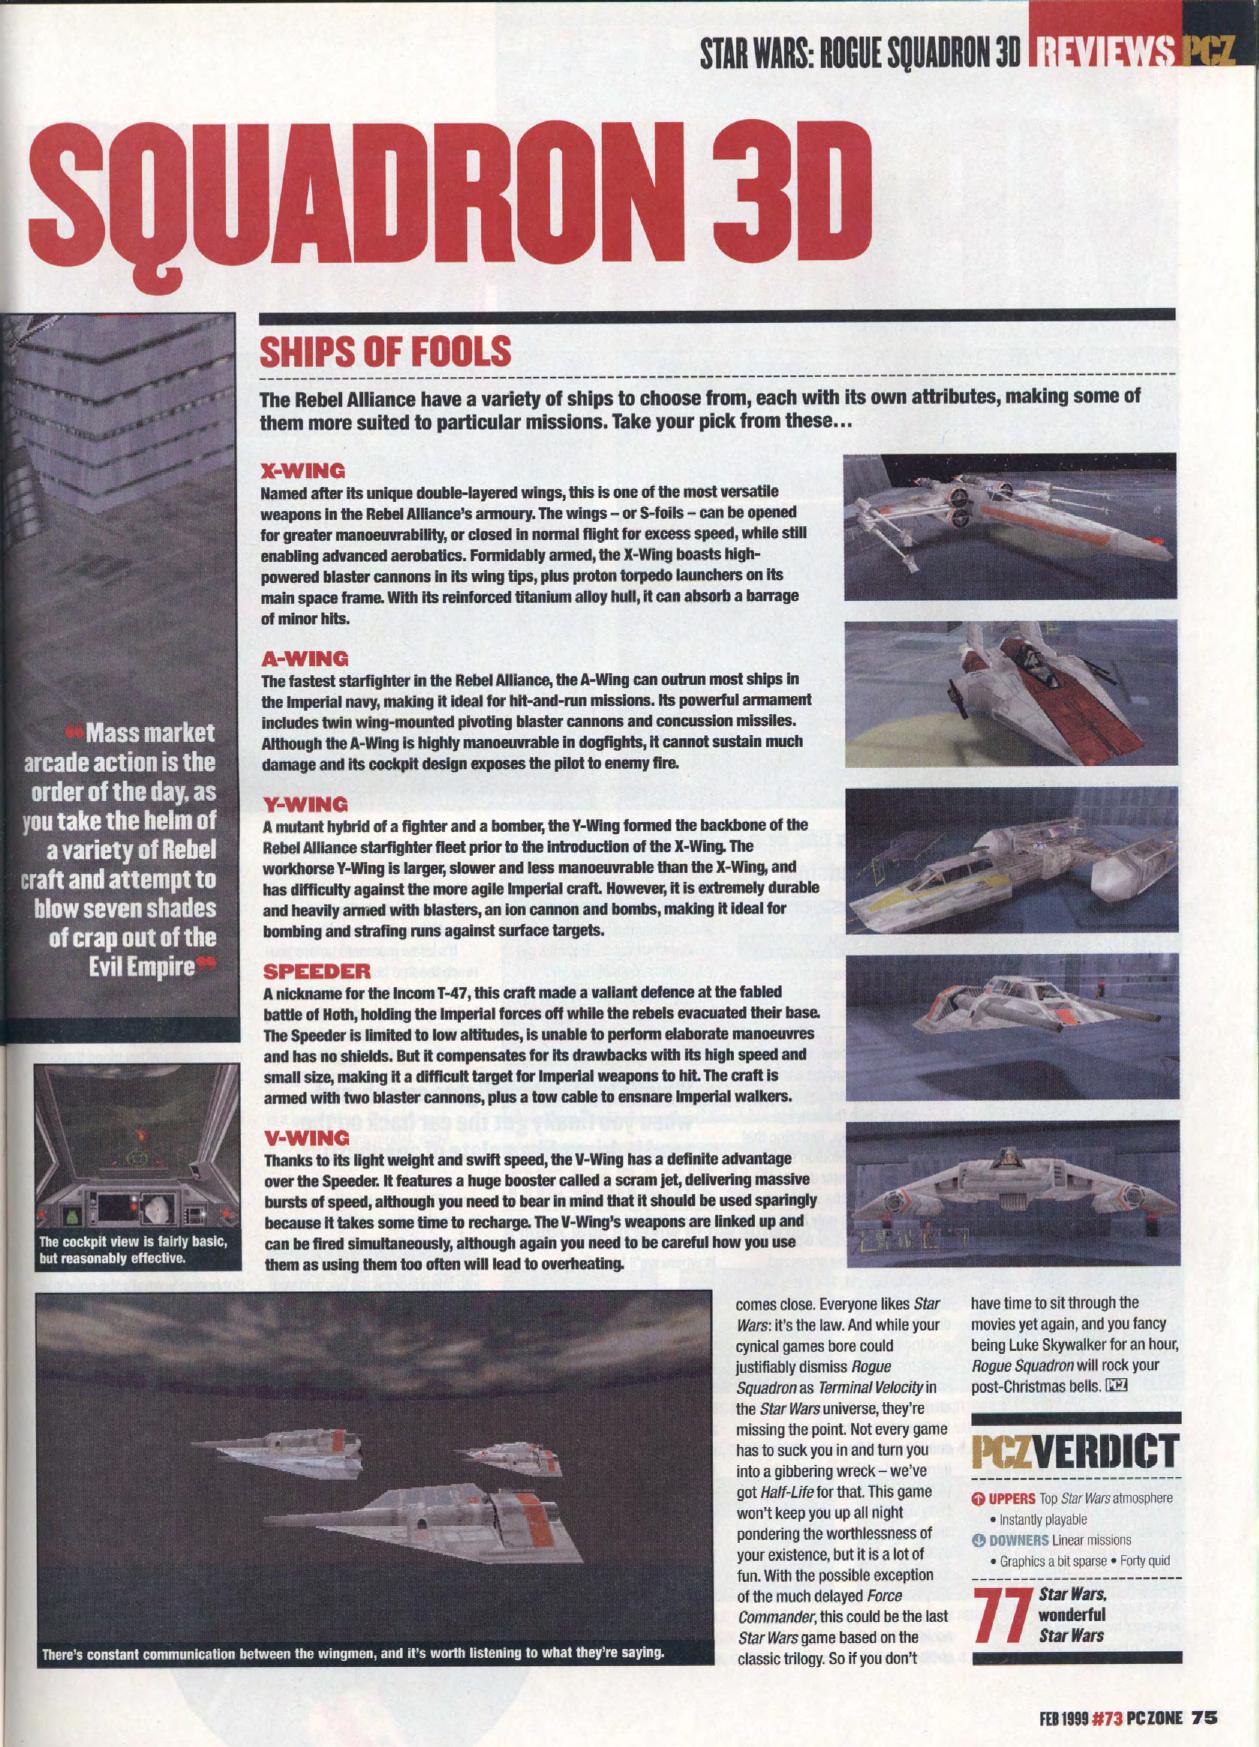 STAR WARS: ROGUE SQUADRON 3D REVIEWS PCZ
SQUADRON 3D
SHIPS OF FOOLS
The Rebel Alliance have a variety of ships to choose from, each with its own attributes, making some of
them more suited to particular missions. Take your pick from these...
X-WING
Named after its unique double-layered wings, this is one of the most versatile
weapons in the Rebel Alliance's armoury. The wings – or S-foils – can be opened
for greater manoeuvrability, or closed in normal flight for excess speed, while still
enabling advanced aerobatics. Formidably armed, the X-Wing boasts high-
powered blaster cannons in its wing tips, plus proton torpedo launchers on its
main space frame. With its reinforced titanium alloy hull, it can absorb a barrage
of minor hits.
A-WING
The fastest starfighter in the Rebel Alliance, the A-Wing can outrun most ships in
the Imperial navy, making it ideal for hit-and-run missions. Its powerful armament
includes twin wing-mounted pivoting blaster cannons and concussion missiles.
Although the A-Wing is highly manoeuvrable in dogfights, it cannot sustain much
damage and its cockpit design exposes the pilot to enemy fire.
Y-WING
A mutant hybrid of a fighter and a bomber, the Y-Wing formed the backbone of the
Rebel Alliance starfighter fleet prior to the introduction of the X-Wing. The
workhorse Y-Wing is larger, slower and less manoeuvrable than the X-Wing, and
has difficulty against the more agile Imperial craft. However, it is extremely durable
and heavily armed with blasters, an ion cannon and bombs, making it ideal for
bombing and strafing runs against surface targets.
SPEEDER
A nickname for the Incom T-47, this craft made a valiant defence at the fabled
battle of Hoth, holding the Imperial forces off while the rebels evacuated their base.
The Speeder is limited to low altitudes, is unable to perform elaborate manoeuvres
and has no shields. But it compensates for its drawbacks with its high speed and
small size, making it a difficult target for Imperial weapons to hit. The craft is
armed with two blaster cannons, plus a tow cable to ensnare Imperial walkers.
V-WING
Thanks to its light weight and swift speed, the V-Wing has a definite advantage
over the Speeder. It features a huge booster called a scram jet, delivering massive
bursts of speed, although you need to bear in mind that it should be used sparingly
because it takes some time to recharge. The V-Wing's weapons are linked up and
can be fired simultaneously, although again you need to be careful how you use
them as using them too often will lead to overheating.
“Mass market
arcade action is the
order of the day, as
you take the helm of
a variety of Rebel
craft and attempt to
blow seven shades
of crap out of the
Evil Empire”
The cockpit view is fairly basic,
but reasonably effective.
There's constant communication between the wingmen, and it's worth listening to what they're saying.
comes close. Everyone likes Star
Wars: it's the law. And while your
cynical games bore could
justifiably dismiss Rogue
Squadron as Terminal Velocity in
the Star Wars universe, they're
missing the point. Not every game
has to suck you in and turn you
into a gibbering wreck – we've
got Half-Life for that. This game
won't keep you up all night
pondering the worthlessness of
your existence, but it is a lot of
fun. With the possible exception
of the much delayed Force
Commander, this could be the last
Star Wars game based on the
classic trilogy. So if you don't
have time to sit through the
movies yet again, and you fancy
being Luke Skywalker for an hour,
Rogue Squadron will rock your
post-Christmas bells. PCZ
PCZVERDICT
UPPERS Top Star Wars atmosphere
• Instantly playable
DOWNERS Linear missions
• Graphics a bit sparse • Forty quid
77
Star Wars,
wonderful
Star Wars
FEB 1999 #73 PC ZONE 75